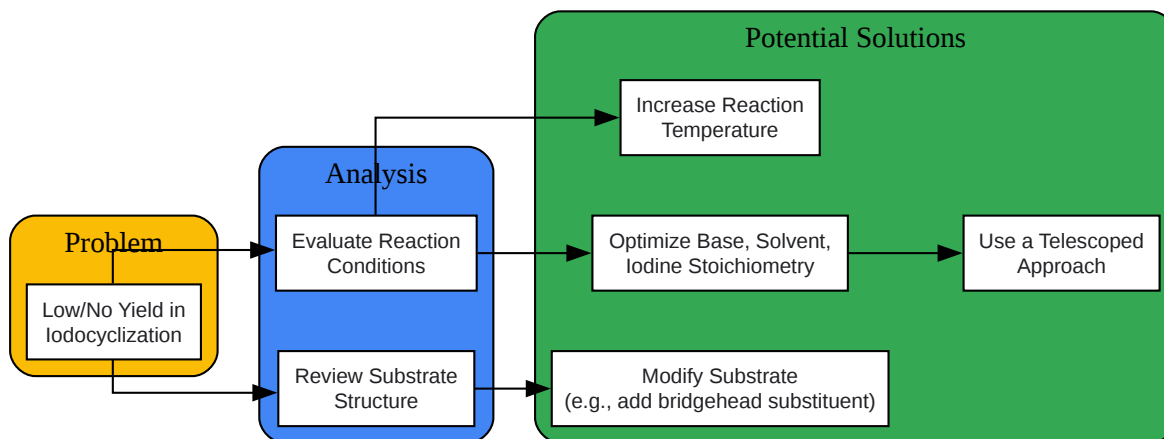 Potential Solutions
Increase Reaction
Temperature
Analysis
Evaluate Reaction
Conditions
Optimize Base, Solvent,
Iodine Stoichiometry
Use a Telescoped
Approach
Problem
Low/No Yield in
Iodocyclization
Review Substrate
Structure
Modify Substrate
(e.g., add bridgehead substituent)